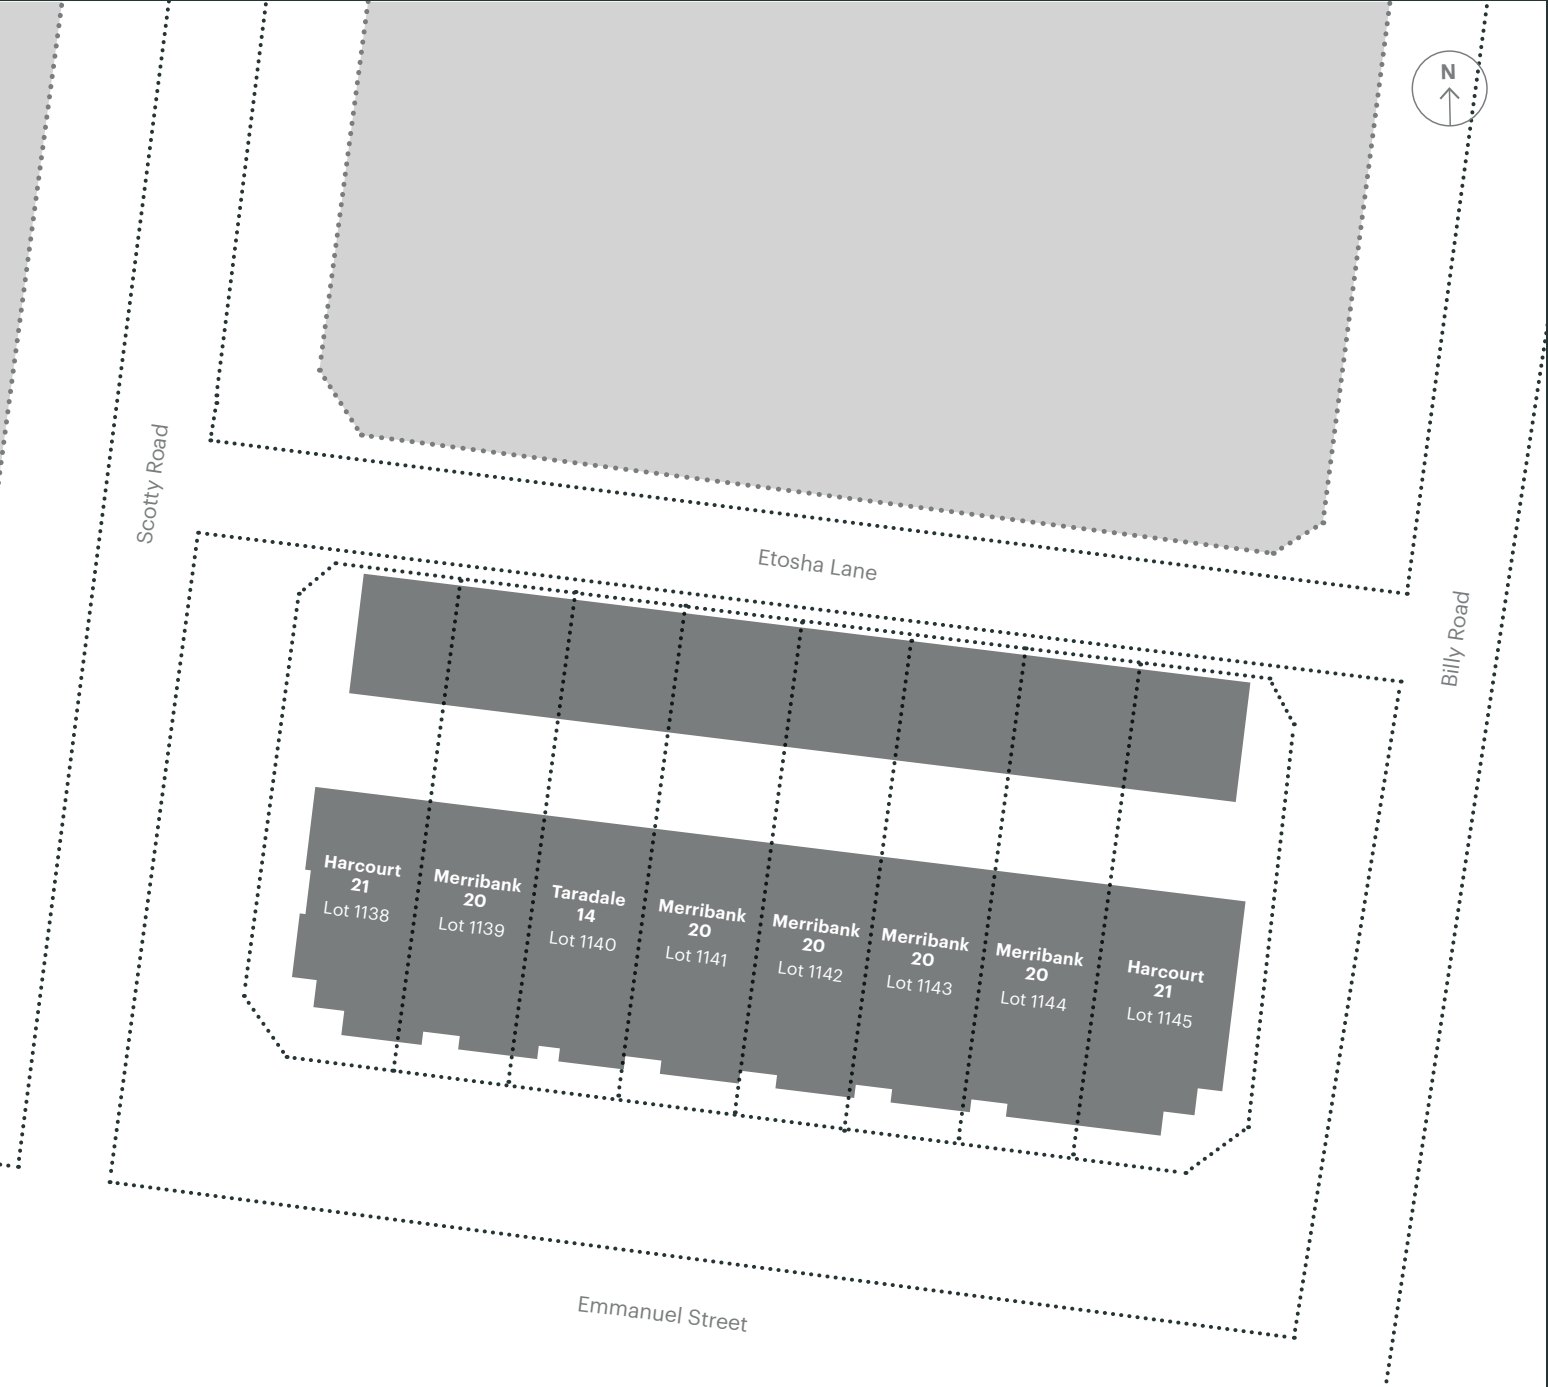 N
Scotty Road
Etosha Lane
Billy Road
Harcourt
21
Lot 1138
Merribank
20
Lot 1139
Taradale
14
Lot 1140
Merribank
20
Lot 1141
Merribank
20
Lot 1142
Merribank
20
Lot 1143
Merribank
20
Lot 1144
Harcourt
21
Lot 1145
Emmanuel Street